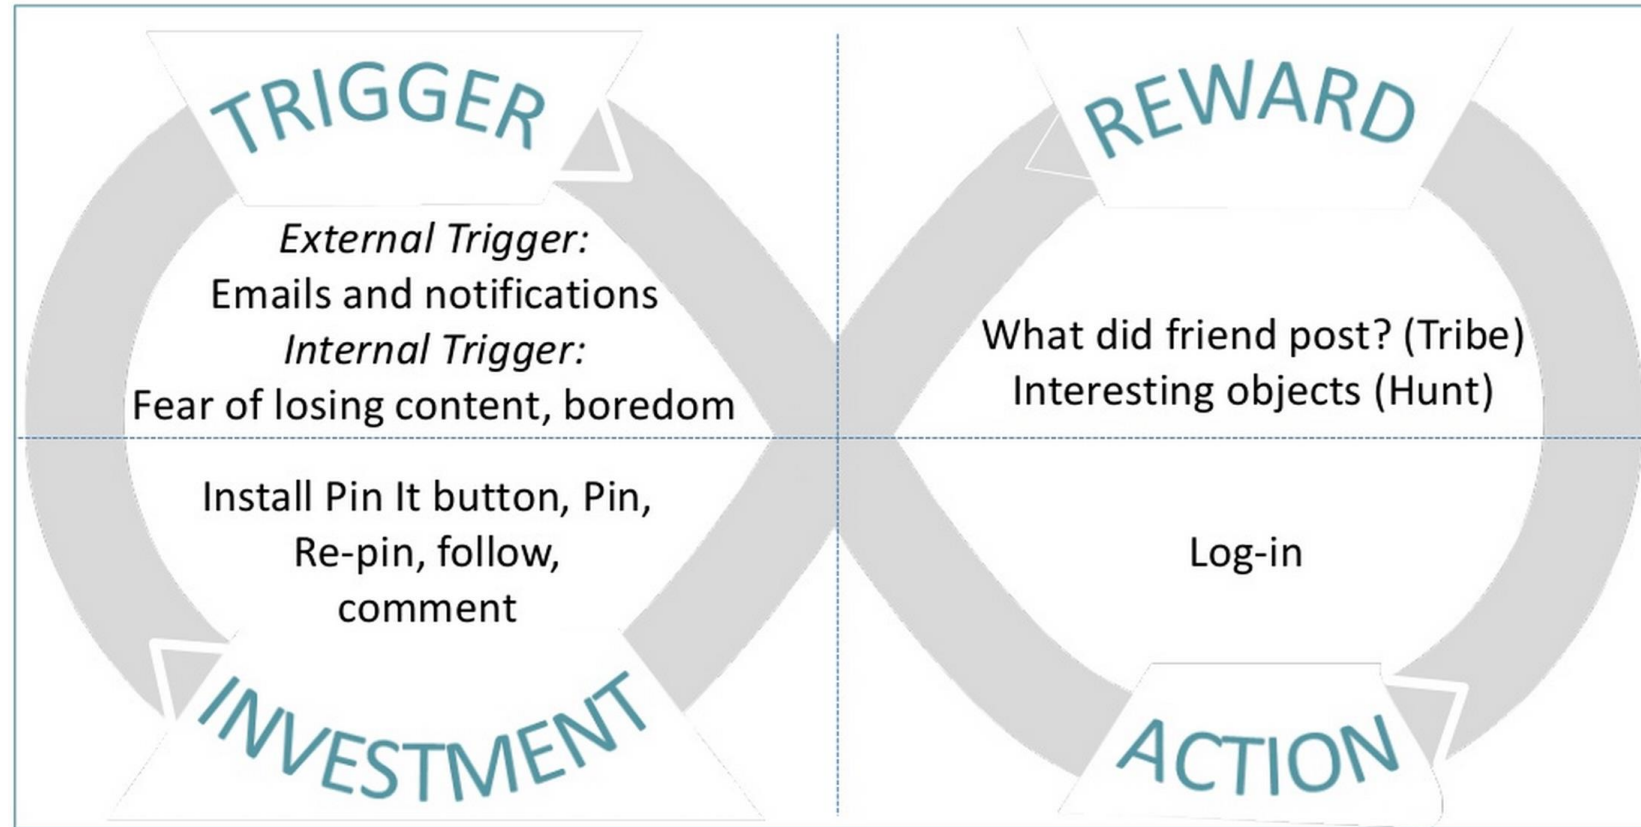 TRIGGER
External Trigger:
Emails and notifications
Internal Trigger:
Fear of losing content, boredom
REWARD
What did friend post? (Tribe)
Interesting objects (Hunt)
Install Pin It button, Pin,
Re-pin, follow,
comment
INVESTMENT
Log-in
ACTION